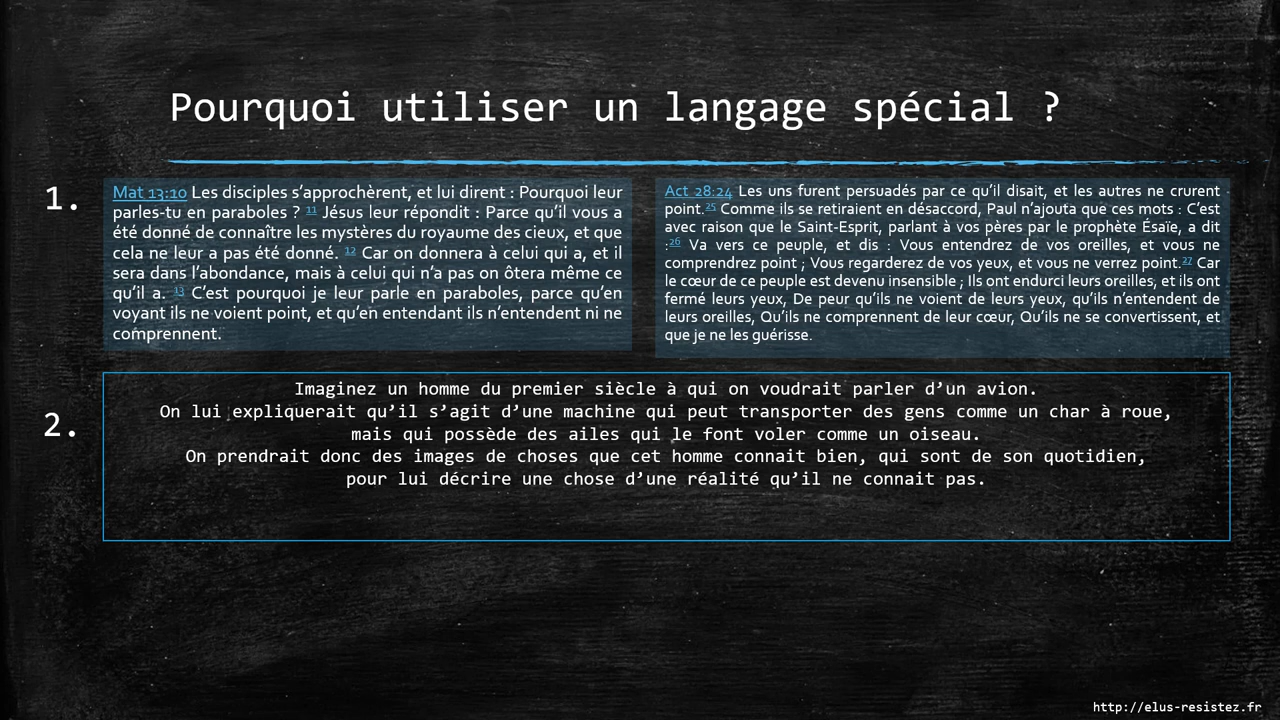 Pourquoi utiliser un langage spécial ?
1.
Mat 13:10 Les disciples s’approchèrent, et lui dirent : Pourquoi leur
parles-tu en paraboles ? 11 Jésus leur répondit : Parce qu’il vous a
été donné de connaître les mystères du royaume des cieux, et que
cela ne leur a pas été donné. 12 Car on donnera à celui qui a, et il
sera dans l’abondance, mais à celui qui n’a pas on ôtera même ce
qu’il a. 13 C’est pourquoi je leur parle en paraboles, parce qu’en
voyant ils ne voient point, et qu’en entendant ils n’entendent ni ne
comprennent.
Act 28:24 Les uns furent persuadés par ce qu’il disait, et les autres ne crurent
point.25 Comme ils se retiraient en désaccord, Paul n’ajouta que ces mots : C’est
avec raison que le Saint-Esprit, parlant à vos pères par le prophète Ésaïe, a dit
:26 Va vers ce peuple, et dis : Vous entendrez de vos oreilles, et vous ne
comprendrez point ; Vous regarderez de vos yeux, et vous ne verrez point.27 Car
le cœur de ce peuple est devenu insensible ; Ils ont endurci leurs oreilles, et ils ont
fermé leurs yeux, De peur qu’ils ne voient de leurs yeux, qu’ils n’entendent de
leurs oreilles, Qu’ils ne comprennent de leur cœur, Qu’ils ne se convertissent, et
que je ne les guérisse.
2.
Imaginez un homme du premier siècle à qui on voudrait parler d’un avion.
On lui expliquerait qu’il s’agit d’une machine qui peut transporter des gens comme un char à roue,
mais qui possède des ailes qui le font voler comme un oiseau.
On prendrait donc des images de choses que cet homme connait bien, qui sont de son quotidien,
pour lui décrire une chose d’une réalité qu’il ne connait pas.
http://elus-resistez.fr